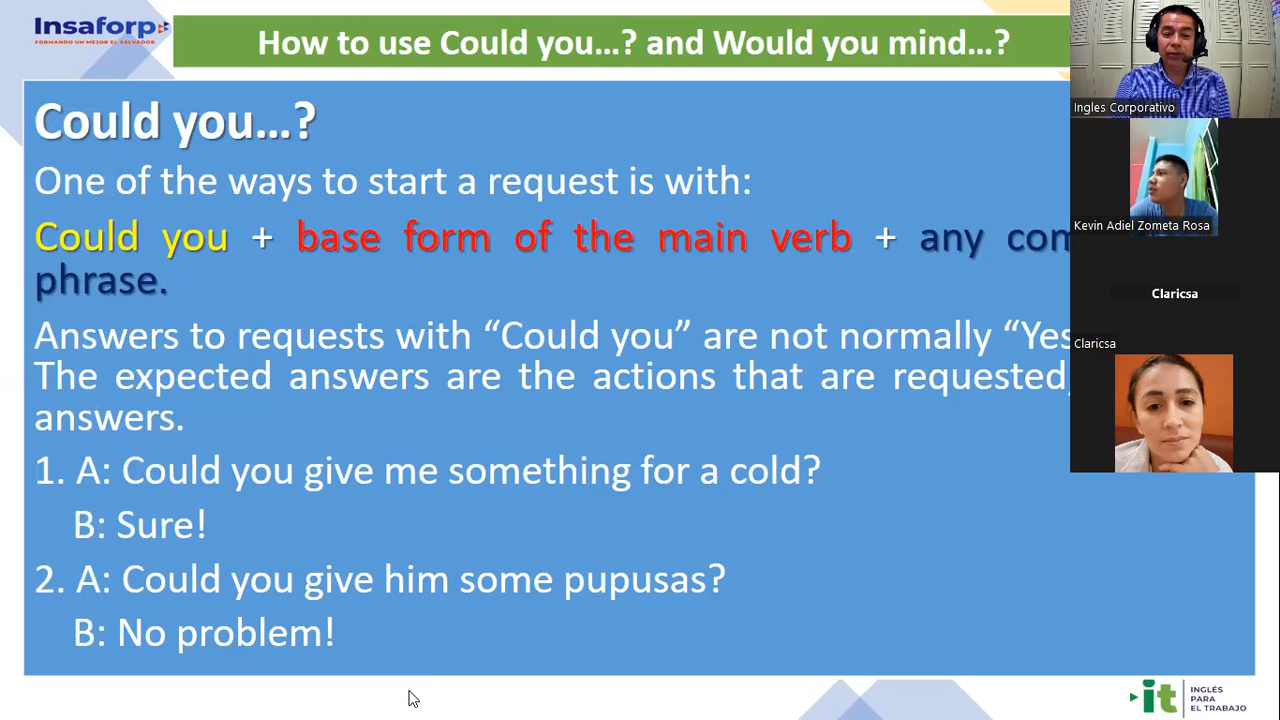 Insaforp
FORMANDO UN MEJOR EL SALVADOR
How to use Could you…? and Would you mind…?
Could you…?
One of the ways to start a request is with:
Could you + base form of the main verb + any
phrase.
Answers to requests with “Could you” are not normally “Yes
The expected answers are the actions that are requested,
answers.
1. A: Could you give me something for a cold?
B: Sure!
2. A: Could you give him some pupusas?
B: No problem!
Ingles Corporativo
Kevin Adiel Zometa Rosa
Claricsa
Claricsa
it
INGLÉS
PARA
EL TRABAJO